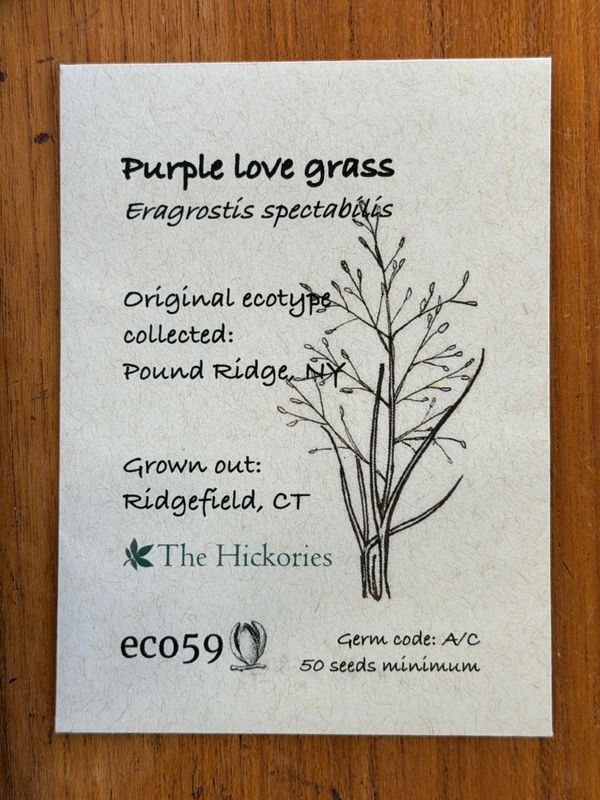 Purple love grass
Eragrostis spectabilis
Original ecotype
collected:
Pound Ridge, NY
Grown out:
Ridgefield, CT
The Hickories
eco59
Germ code: A/C
50 seeds minimum